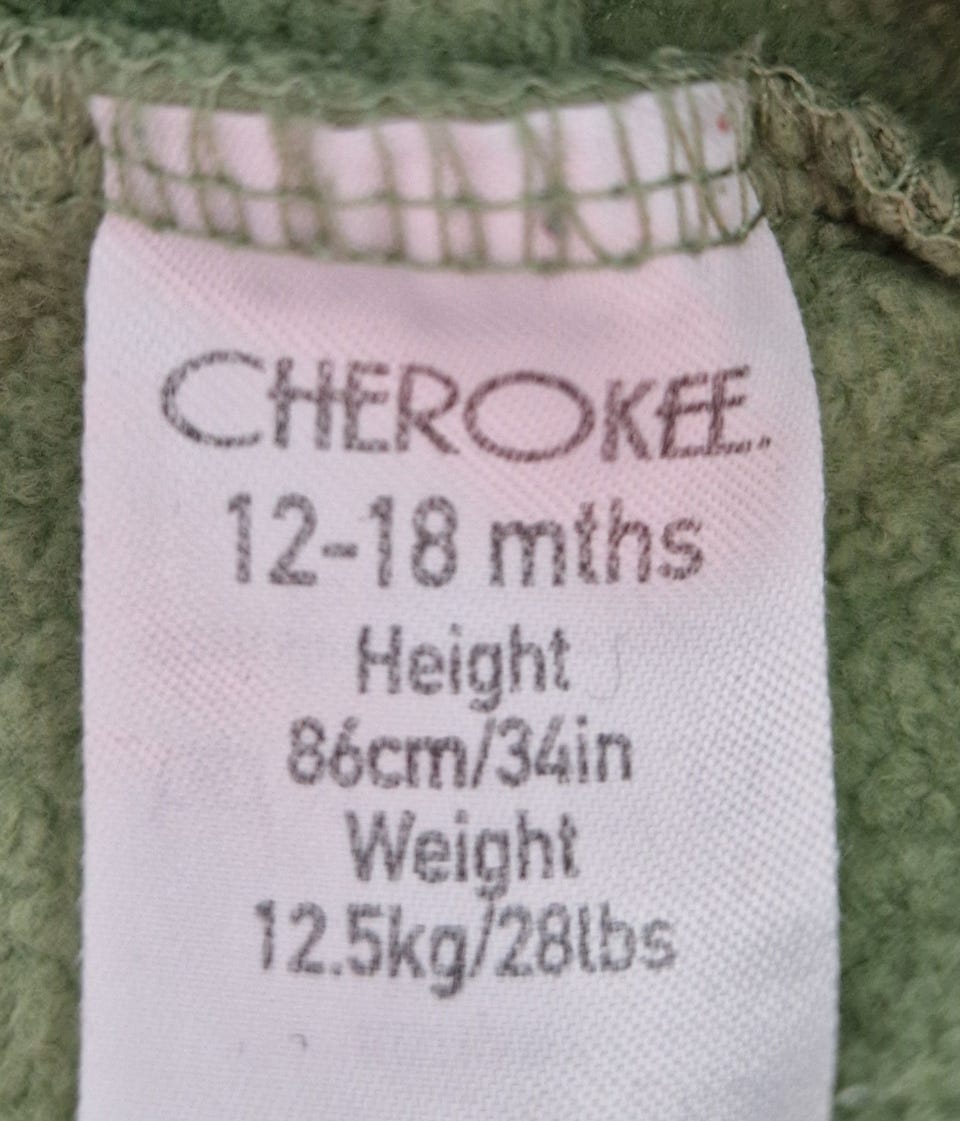 CHEROKEE
12-18 mths
Height
86cm/34in
Weight
12.5kg/28lbs